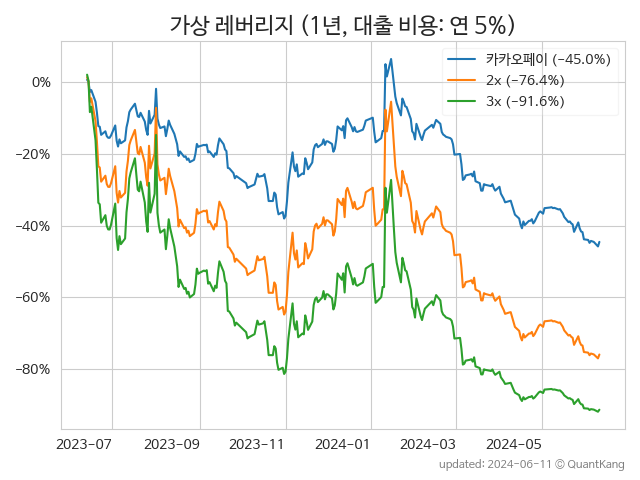 가상 레버리지 (1년, 대출 비용: 연 5%)
카카오페이 (−45.0%)
2x (−76.4%)
3x (−91.6%)
0%
−20%
−40%
−60%
−80%
2023-07 2023-09 2023-11 2024-01 2024-03 2024-05
updated: 2024-06-11 © QuantKang